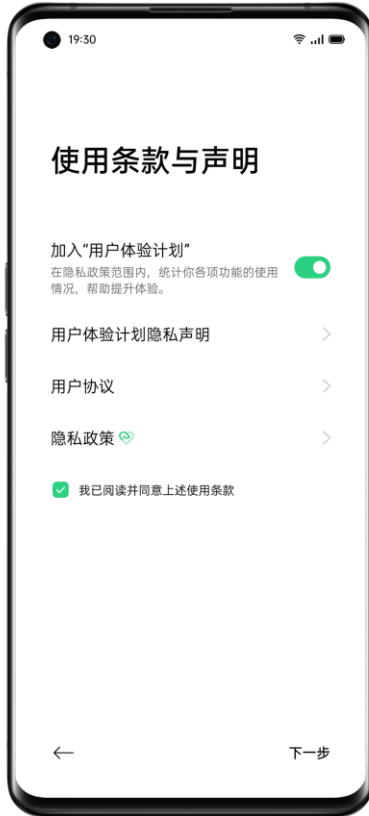 19:30
使用条款与声明
加入“用户体验计划”
在隐私政策范围内，统计你各项功能的使用
情况，帮助提升体验。
用户体验计划隐私声明
用户协议
隐私政策
我已阅读并同意上述使用条款
下一步